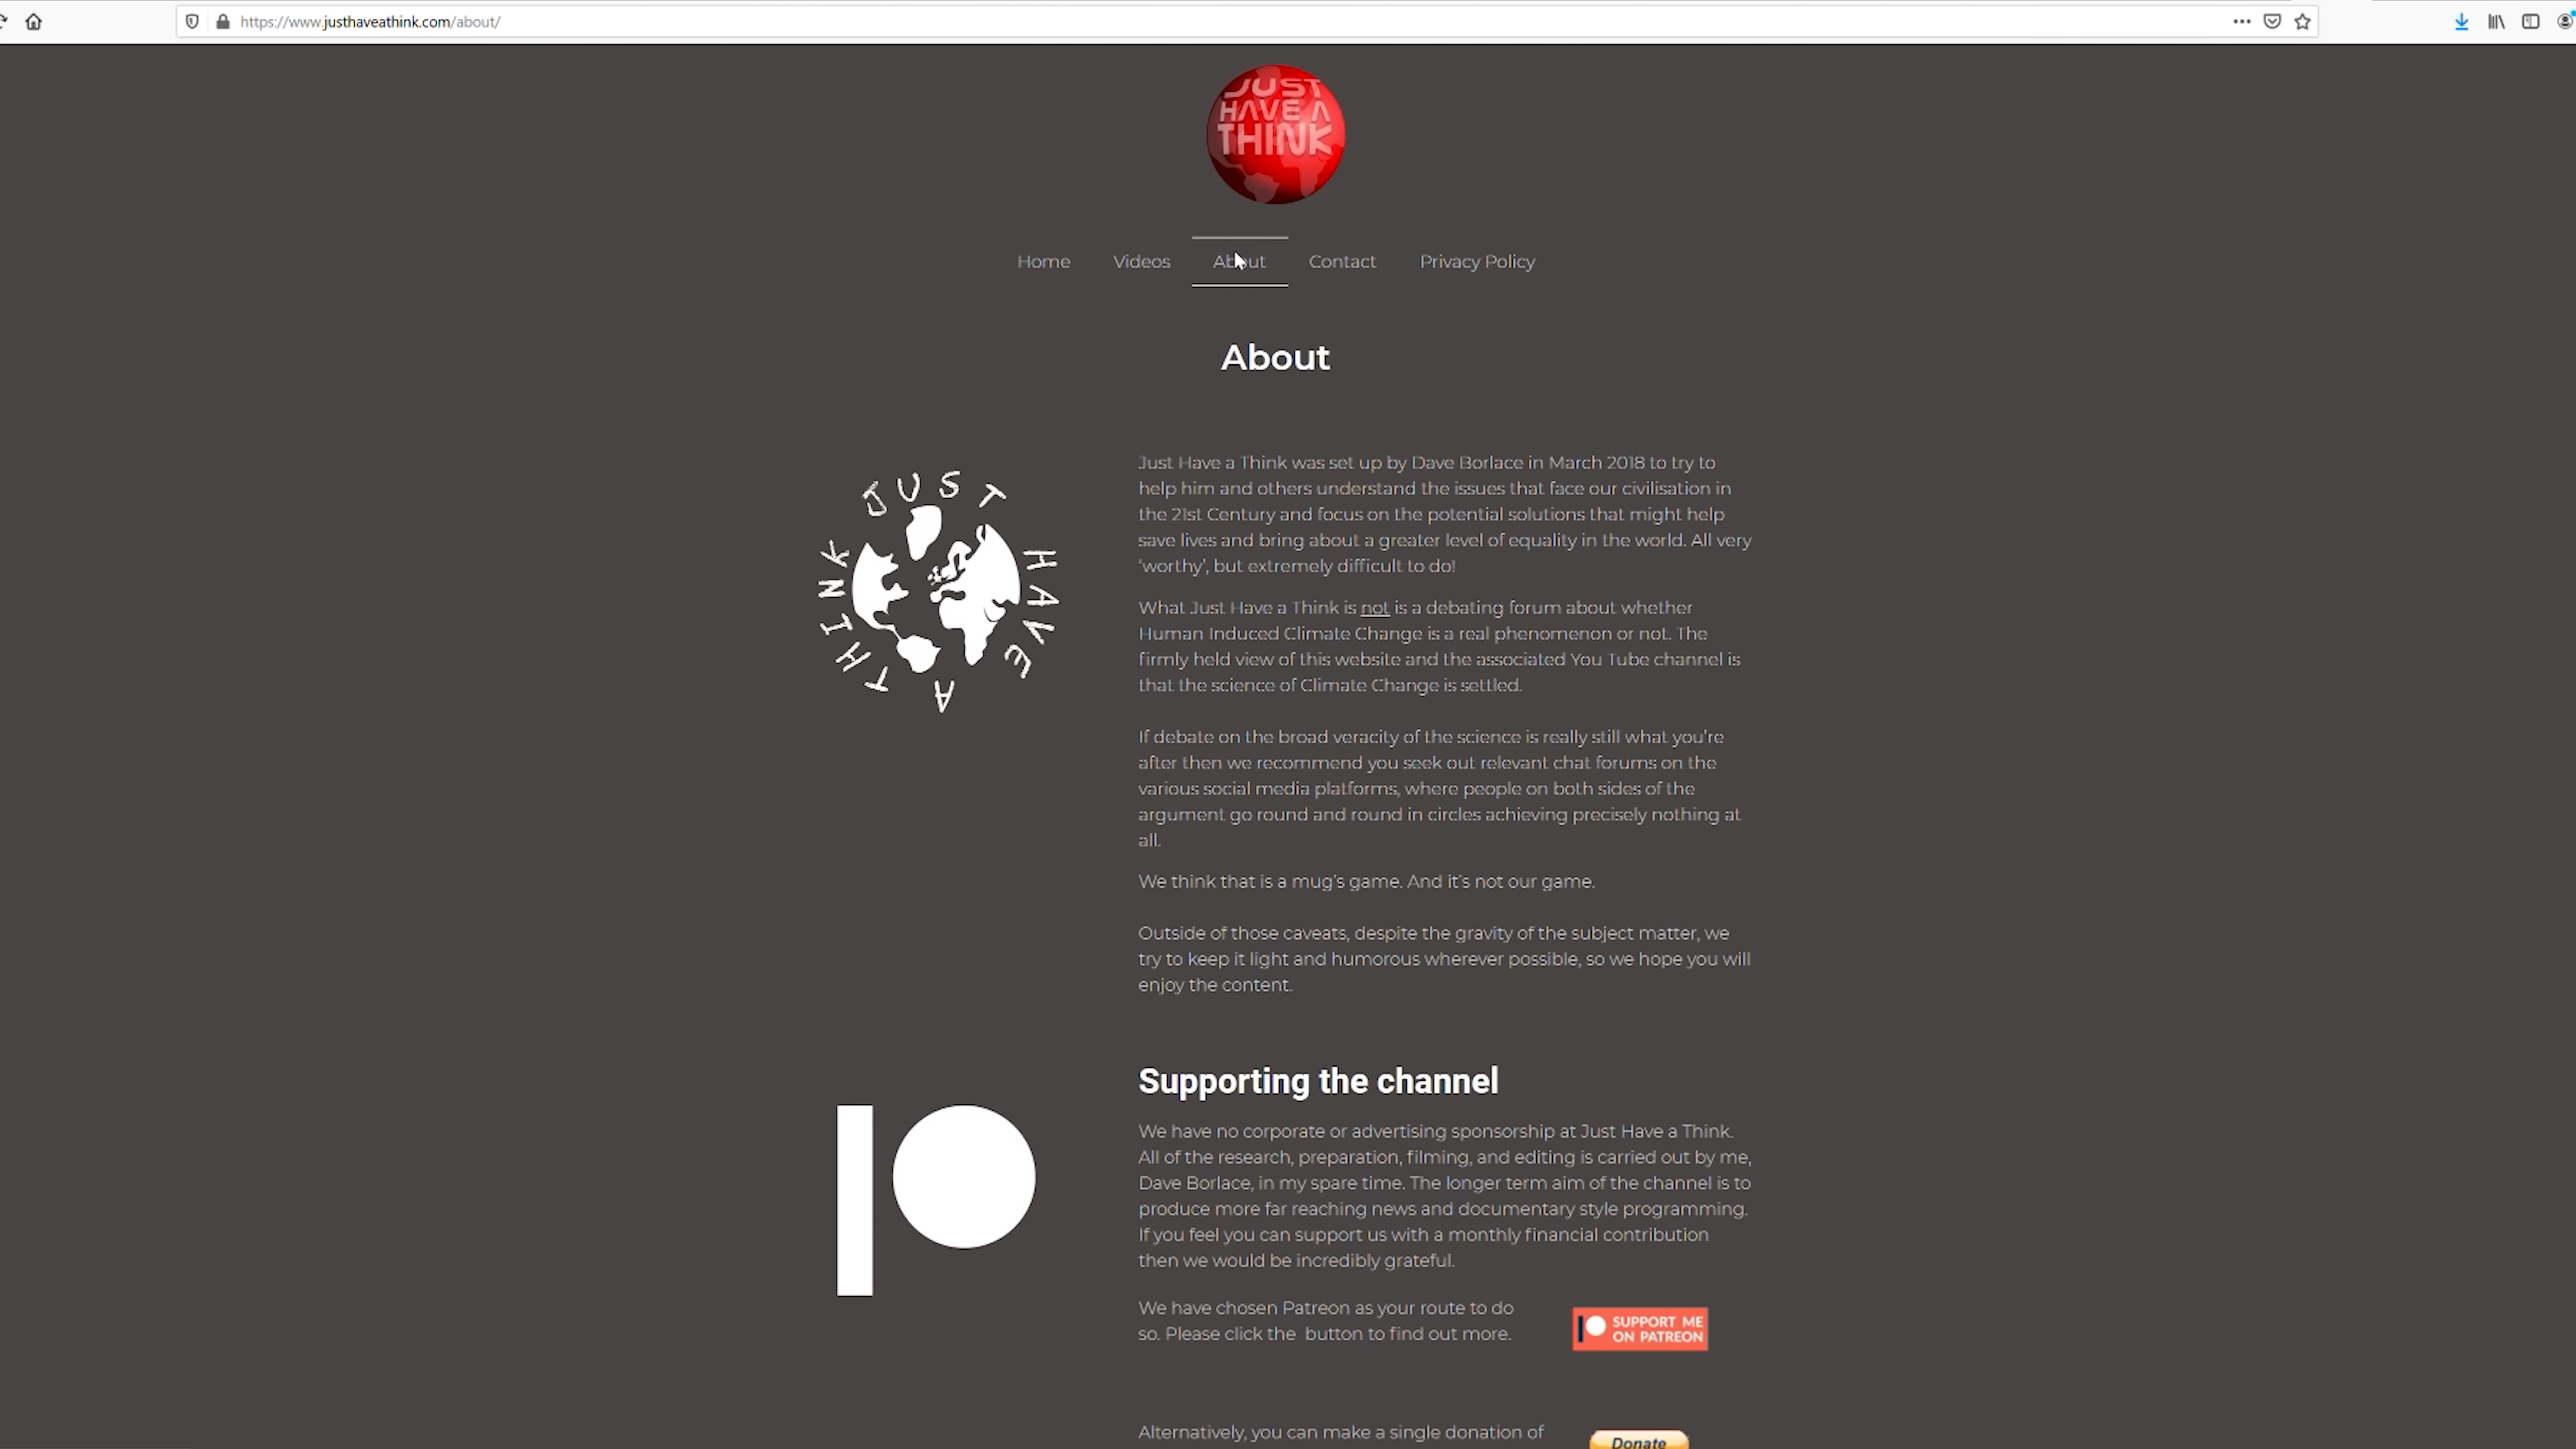 https://www.justhaveathink.com/about/
JUST
HAVE A
THINK
Home Videos About Contact Privacy Policy
About
JUST HAVE A THINK
Just Have a Think was set up by Dave Borlace in March 2018 to try to
help him and others understand the issues that face our civilisation in
the 21st Century and focus on the potential solutions that might help
save lives and bring about a greater level of equality in the world. All very
‘worthy’, but extremely difficult to do!
What Just Have a Think is not is a debating forum about whether
Human Induced Climate Change is a real phenomenon or not. The
firmly held view of this website and the associated You Tube channel is
that the science of Climate Change is settled.
If debate on the broad veracity of the science is really still what you’re
after then we recommend you seek out relevant chat forums on the
various social media platforms, where people on both sides of the
argument go round and round in circles achieving precisely nothing at
all.
We think that is a mug’s game. And it’s not our game.
Outside of those caveats, despite the gravity of the subject matter, we
try to keep it light and humorous wherever possible, so we hope you will
enjoy the content.
Supporting the channel
We have no corporate or advertising sponsorship at Just Have a Think.
All of the research, preparation, filming, and editing is carried out by me,
Dave Borlace, in my spare time. The longer term aim of the channel is to
produce more far reaching news and documentary style programming.
If you feel you can support us with a monthly financial contribution
then we would be incredibly grateful.
We have chosen Patreon as your route to do
so. Please click the button to find out more.
SUPPORT ME
ON PATREON
Alternatively, you can make a single donation of
Donate